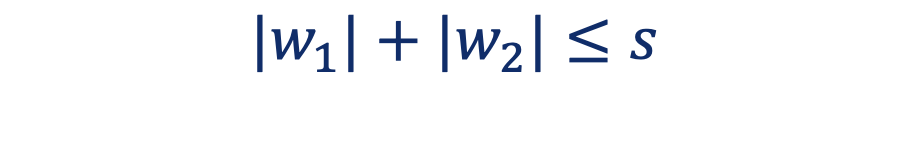 |w₁| + |w₂| ≤ s